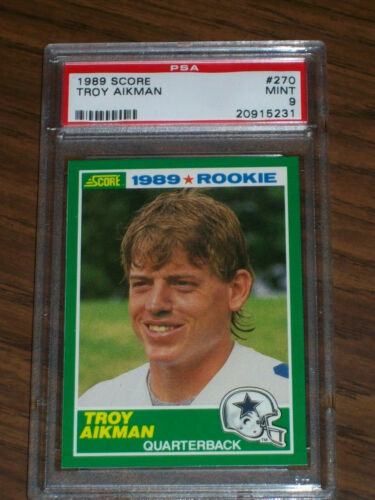 PSA
1989 SCORE #270
TROY AIKMAN MINT
9
20915231
SCORE 1989 ★ ROOKIE
TROY
AIKMAN
QUARTERBACK